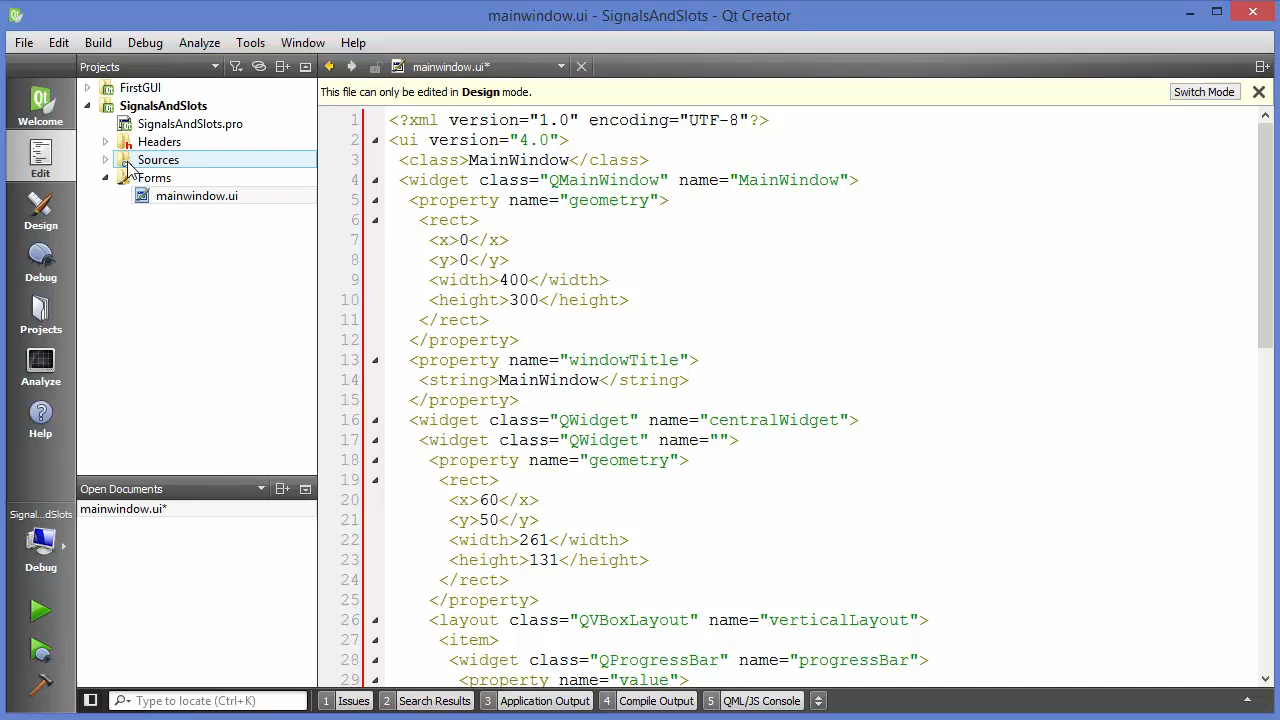 mainwindow.ui - SignalsAndSlots - Qt Creator
File Edit Build Debug Tools Analyze Window Help
Projects
mainwindow.ui*
This file can only be edited in Design mode.
Switch Mode
FirstGUI
SignalsAndSlots
SignalsAndSlots.pro
Headers
Sources
Forms
mainwindow.ui
Qt
Welcome
Edit
Design
Debug
Projects
Analyze
Help
Signal...dSlots
Debug
Open Documents
mainwindow.ui*
1 <?xml version="1.0" encoding="UTF-8"?>
2 <ui version="4.0">
3 <class>MainWindow</class>
4 <widget class="QMainWindow" name="MainWindow">
5 <property name="geometry">
6 <rect>
7 <x>0</x>
8 <y>0</y>
9 <width>400</width>
10 <height>300</height>
11 </rect>
12 </property>
13 <property name="windowTitle">
14 <string>MainWindow</string>
15 </property>
16 <widget class="QWidget" name="centralWidget">
17 <widget class="QWidget" name="">
18 <property name="geometry">
19 <rect>
20 <x>60</x>
21 <y>50</y>
22 <width>261</width>
23 <height>131</height>
24 </rect>
25 </property>
26 <layout class="QVBoxLayout" name="verticalLayout">
27 <item>
28 <widget class="QProgressBar" name="progressBar">
29 <property name="value">
Type to locate (Ctrl+K)
1 Issues 2 Search Results 3 Application Output 4 Compile Output 5 QML/JS Console